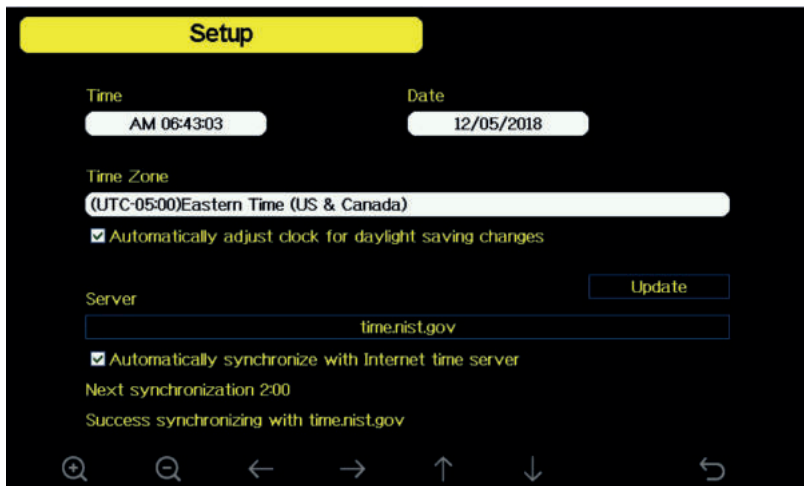 Setup
Time
Date
AM 06:43:03
12/05/2018
Time Zone
(UTC-05:00)Eastern Time (US & Canada)
Automatically adjust clock for daylight saving changes
Update
Server
time.nist.gov
Automatically synchronize with Internet time server
Next synchronization 2:00
Success synchronizing with time.nist.gov